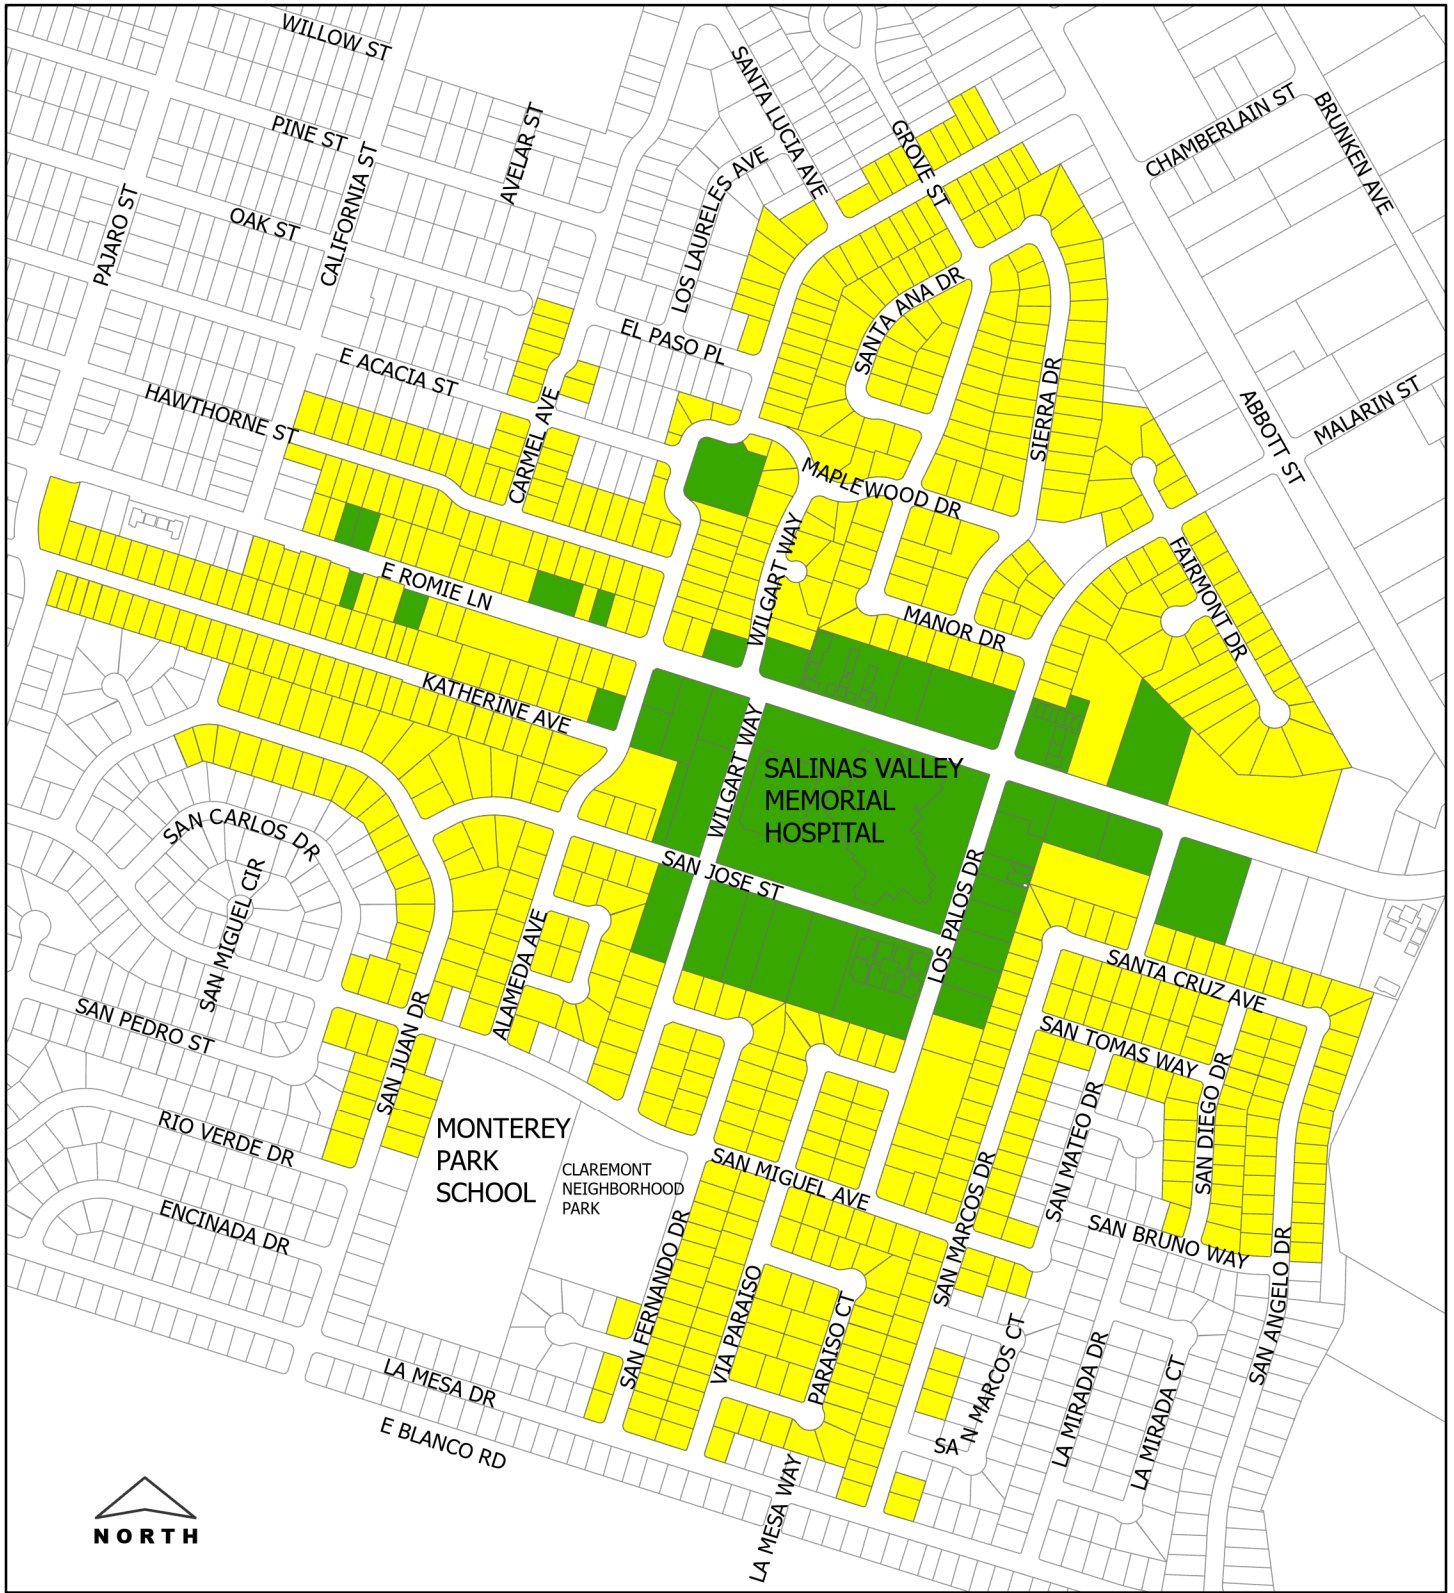 WILLOW ST
PINE ST
AVELAR ST
SANTA LUCIA AVE
GROVE ST
CHAMBERLAIN ST
BRUNKEN AVE
PAJARO ST
OAK ST
CALIFORNIA ST
LOS LAURELES AVE
SANTA ANA DR
EL PASO PL
E ACACIA ST
HAWTHORNE ST
CARMEL AVE
SIERRA DR
ABBOTT ST
MALARIN ST
MAPLEWOOD DR
WILGART WAY
FAIRMONT DR
E ROMIE LN
MANOR DR
KATHERINE AVE
WILGART WAY
SALINAS VALLEY
MEMORIAL
HOSPITAL
SAN CARLOS DR
SAN MIGUEL CIR
SAN JOSE ST
LOS PALOS DR
ALAMEDA AVE
SANTA CRUZ AVE
SAN PEDRO ST
SAN JUAN DR
SAN TOMAS WAY
SAN DIEGO DR
SAN MATEO DR
RIO VERDE DR
MONTEREY
PARK
SCHOOL
CLAREMONT
NEIGHBORHOOD
PARK
SAN MIGUEL AVE
SAN MARCOS DR
ENCINADA DR
SAN FERNANDO DR
SAN BRUNO WAY
SAN ANGELO DR
VIA PARAISO
PARAISO CT
SAN MARCOS CT
LA MIRADA DR
LA MIRADA CT
LA MESA DR
E BLANCO RD
LA MESA WAY
NORTH